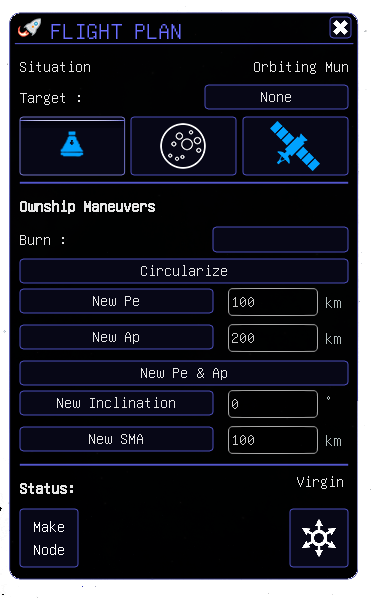 FLIGHT PLAN
Situation Orbiting Mun
Target : None
Ownship Maneuvers
Burn :
Circularize
New Pe 100 km
New Ap 200 km
New Pe & Ap
New Inclination 0 °
New SMA 100 km
Status: Virgin
Make
Node